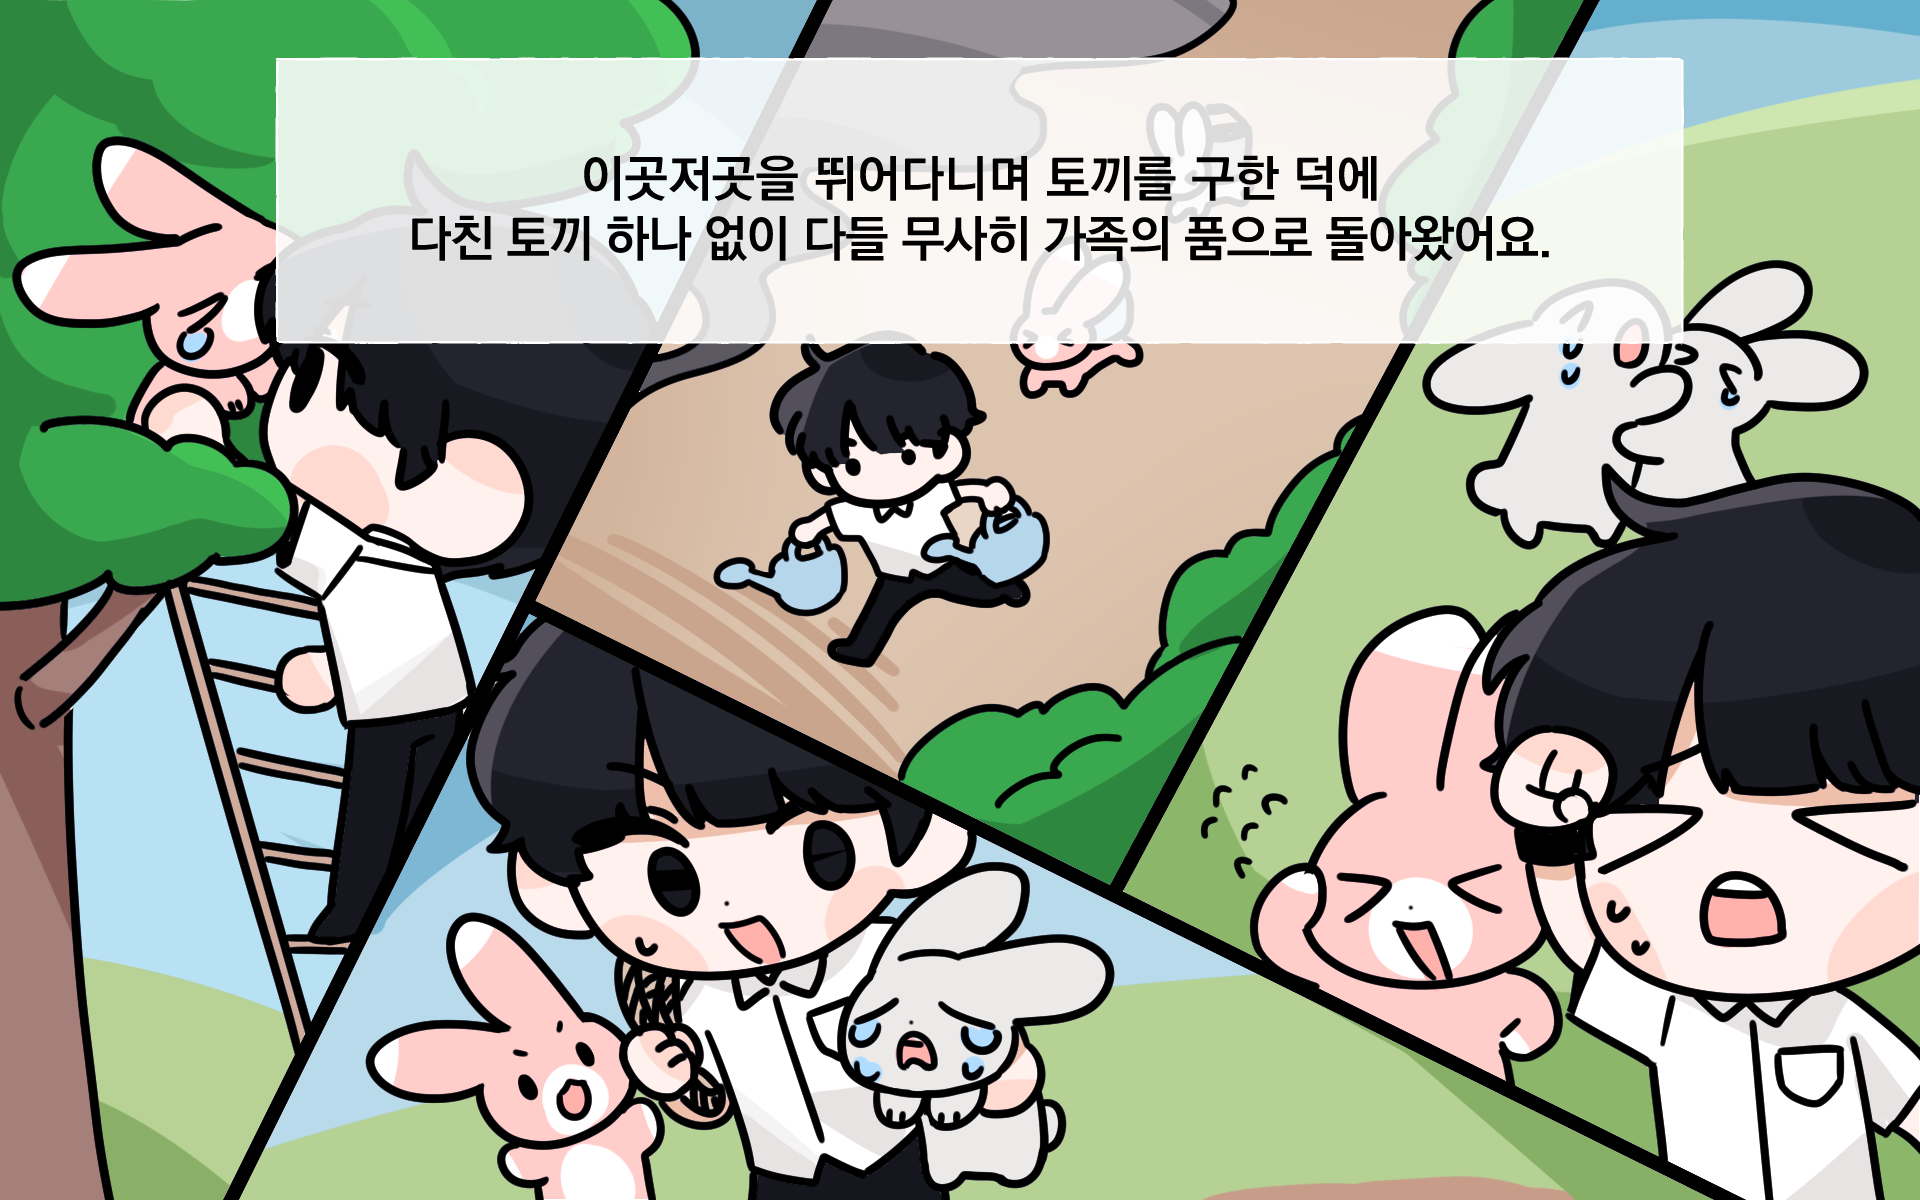 이곳저곳을 뛰어다니며 토끼를 구한 덕에
다친 토끼 하나 없이 다들 무사히 가족의 품으로 돌아왔어요.